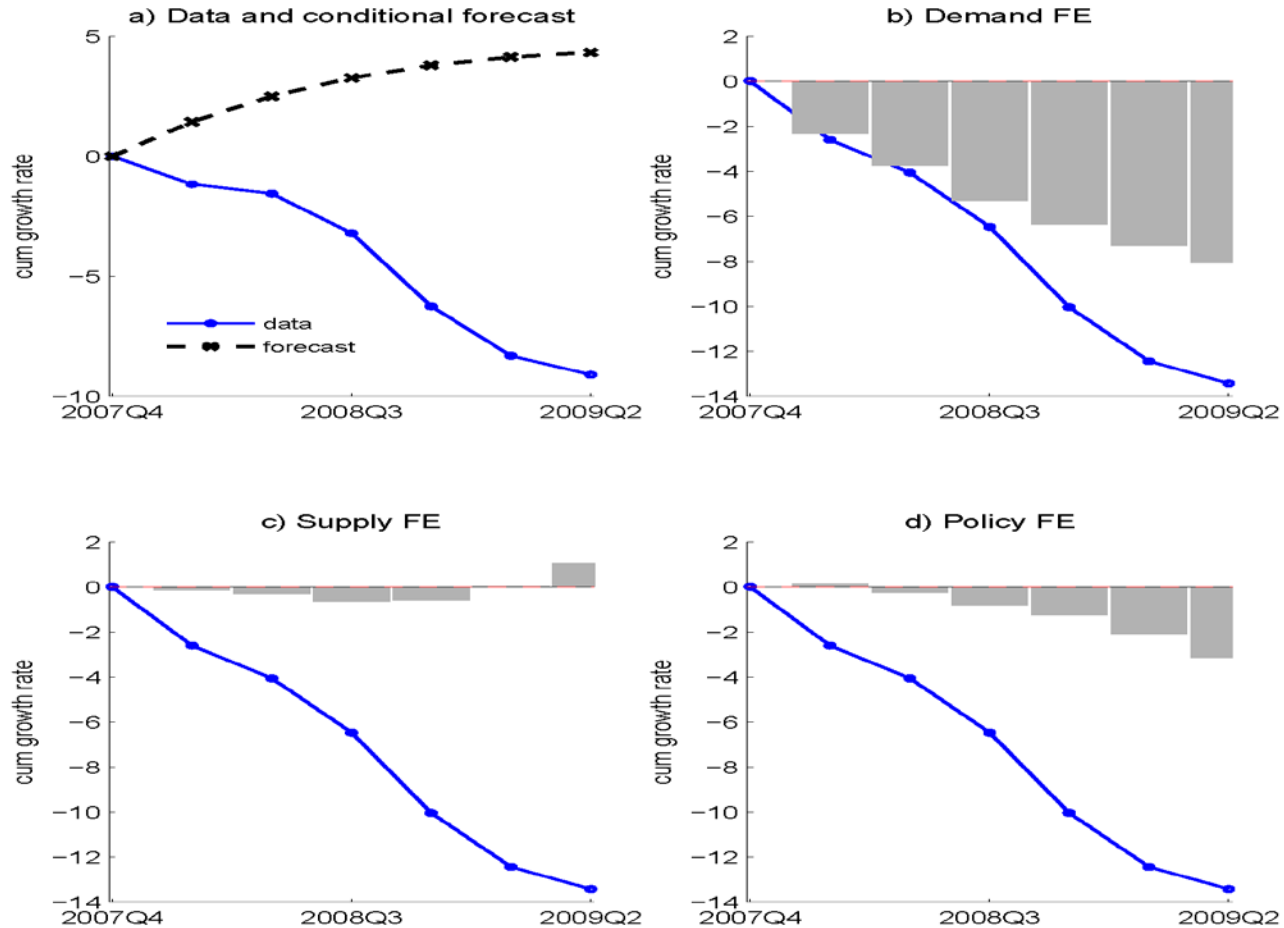 a) Data and conditional forecast
5
0
−5
−10
cum growth rate
data
forecast
2007Q4
2008Q3
2009Q2
b) Demand FE
2
0
−2
−4
−6
−8
−10
−12
−14
cum growth rate
2007Q4
2008Q3
2009Q2
c) Supply FE
2
0
−2
−4
−6
−8
−10
−12
−14
cum growth rate
2007Q4
2008Q3
2009Q2
d) Policy FE
2
0
−2
−4
−6
−8
−10
−12
−14
cum growth rate
2007Q4
2008Q3
2009Q2